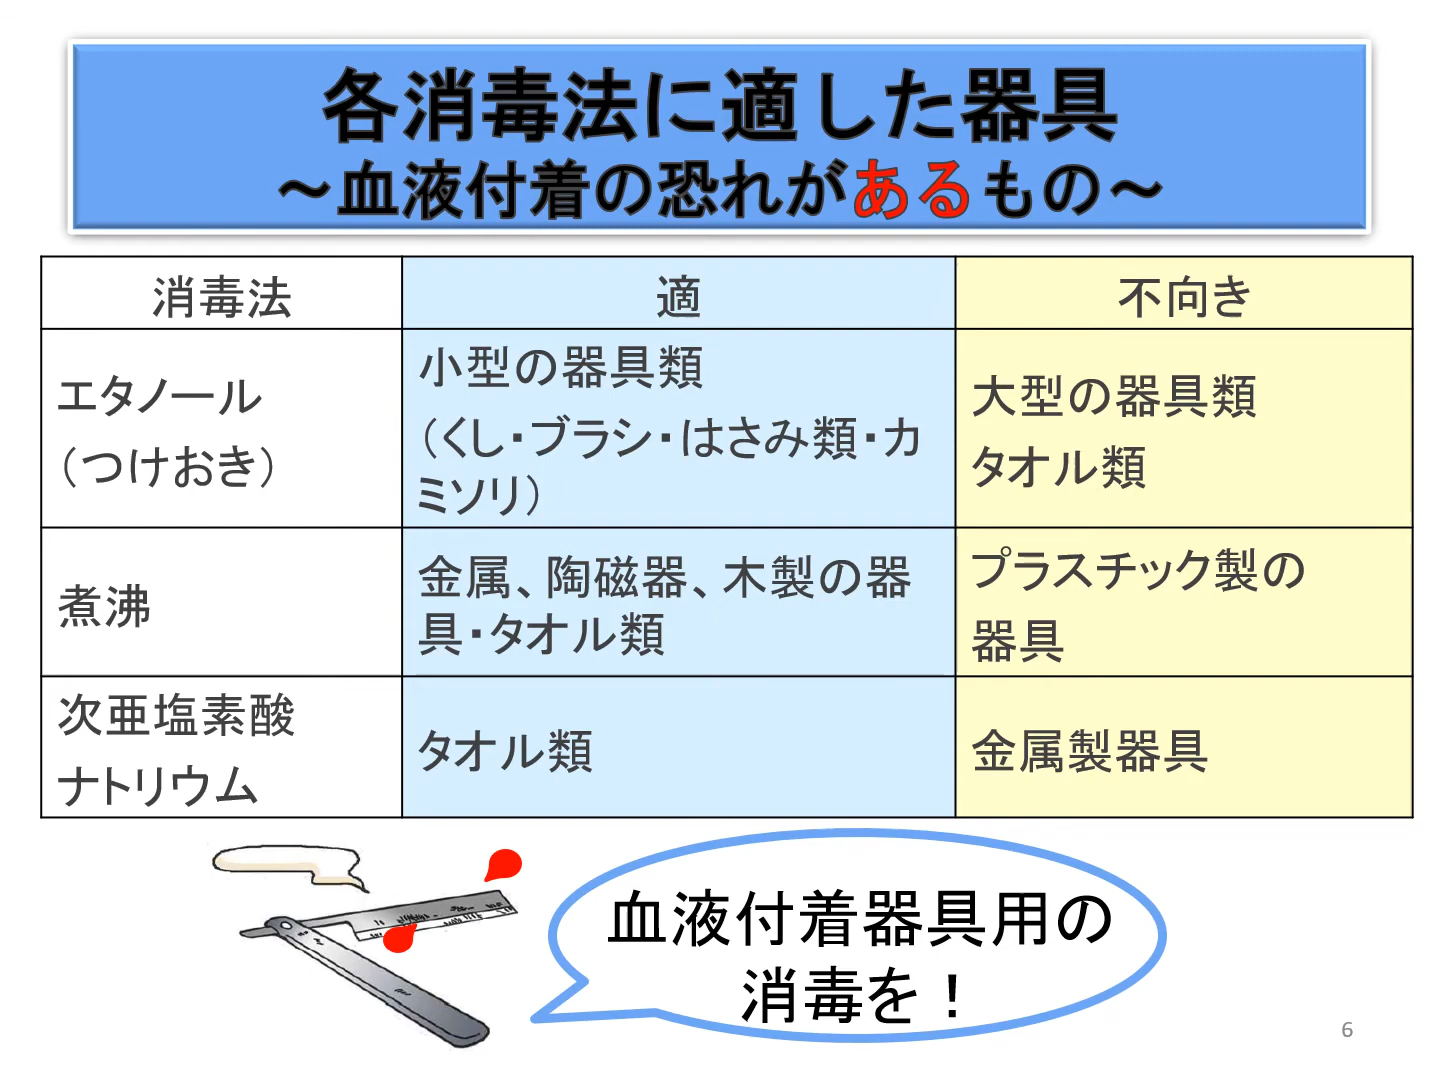 各消毒法に適した器具
～血液付着の恐れがあるもの～
消毒法
適
不向き
エタノール
（つけおき）
小型の器具類
（くし・ブラシ・はさみ類・カ
ミソリ）
大型の器具類
タオル類
煮沸
金属、陶磁器、木製の器
具・タオル類
プラスチック製の
器具
次亜塩素酸
ナトリウム
タオル類
金属製器具
血液付着器具用の
消毒を！
6